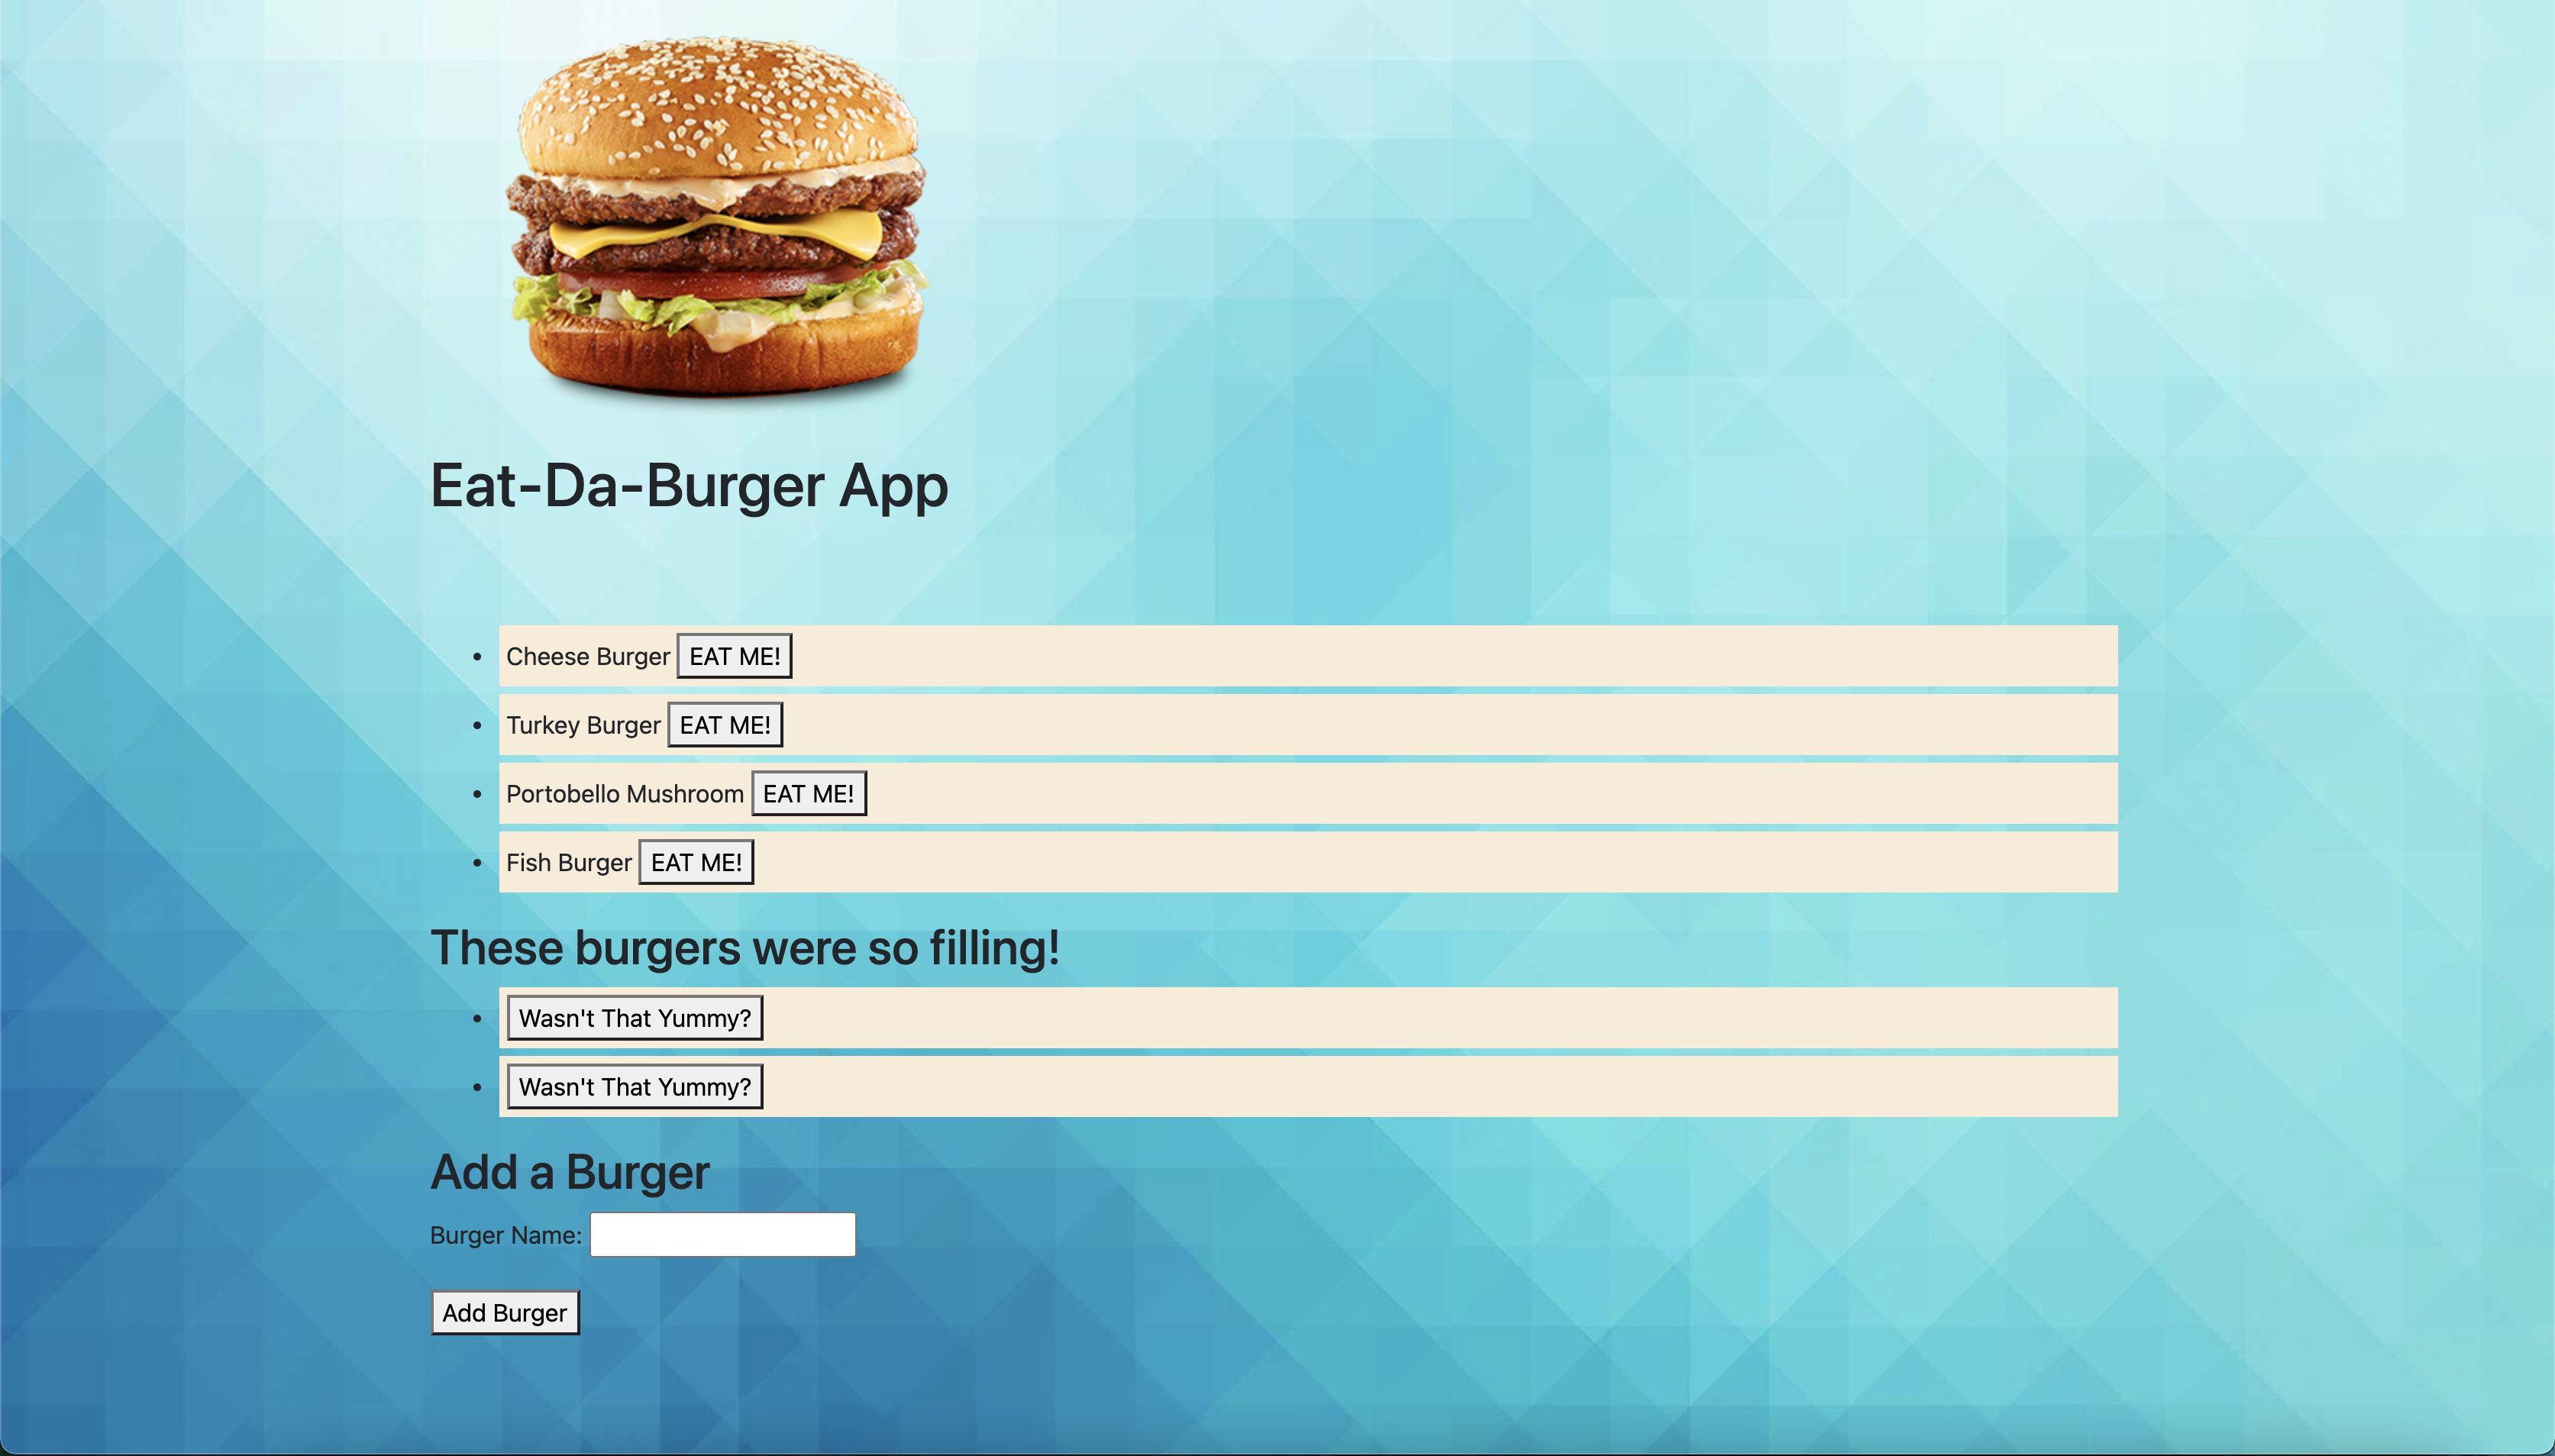 Eat-Da-Burger App
Cheese Burger EAT ME!
Turkey Burger EAT ME!
Portobello Mushroom EAT ME!
Fish Burger EAT ME!
These burgers were so filling!
Wasn't That Yummy?
Wasn't That Yummy?
Add a Burger
Burger Name:
Add Burger